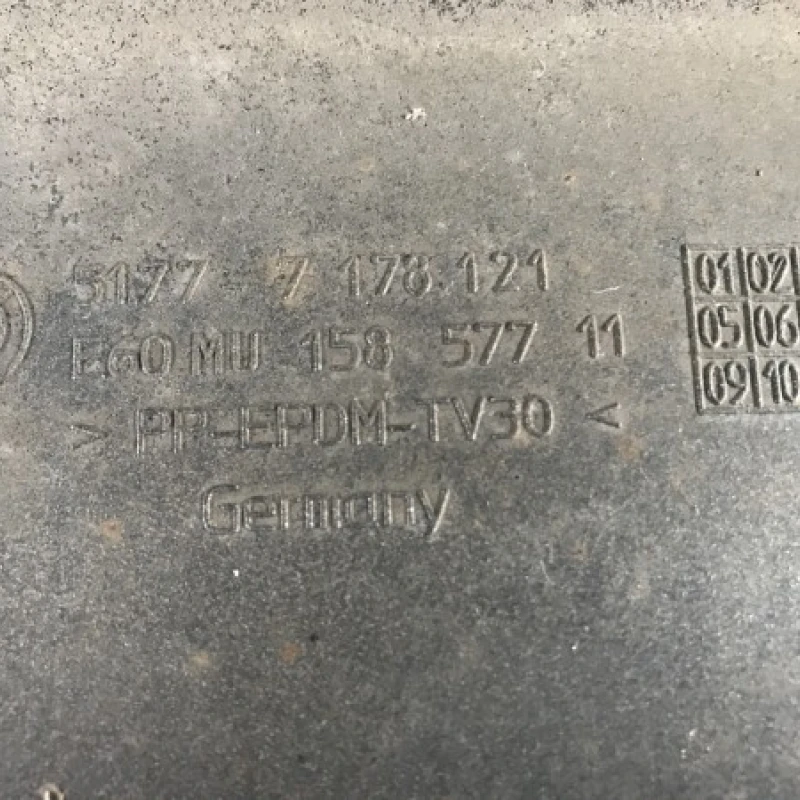 5177 - 7 178 121
E60 MU 158 577 11
> PP-EPDM-TV30 <
Germany
01 02
05 06
09 10